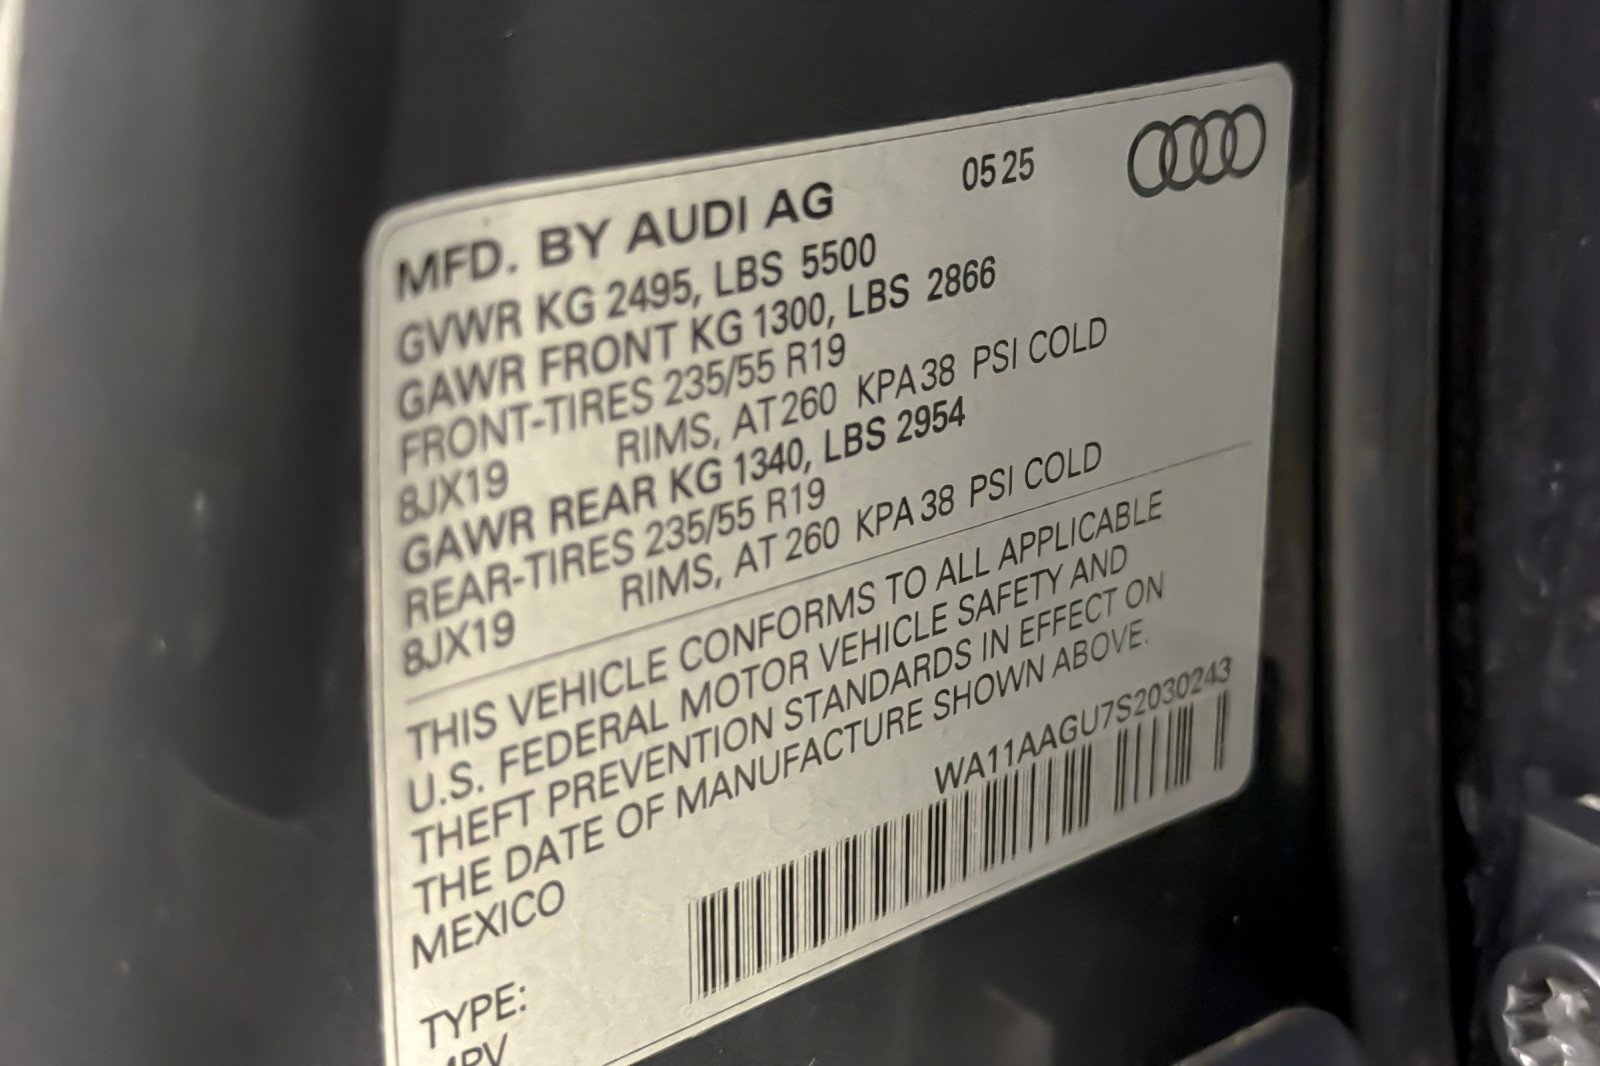 MFD. BY AUDI AG 05 25
GVWR KG 2495, LBS 5500
GAWR FRONT KG 1300, LBS 2866
FRONT-TIRES 235/55 R19
8JX19 RIMS, AT 260 KPA 38 PSI COLD
GAWR REAR KG 1340, LBS 2954
REAR-TIRES 235/55 R19
8JX19 RIMS, AT 260 KPA 38 PSI COLD
THIS VEHICLE CONFORMS TO ALL APPLICABLE
U.S. FEDERAL MOTOR VEHICLE SAFETY AND
THEFT PREVENTION STANDARDS IN EFFECT ON
THE DATE OF MANUFACTURE SHOWN ABOVE.
MEXICO WA11AAGU7S2030243
TYPE:
MPV